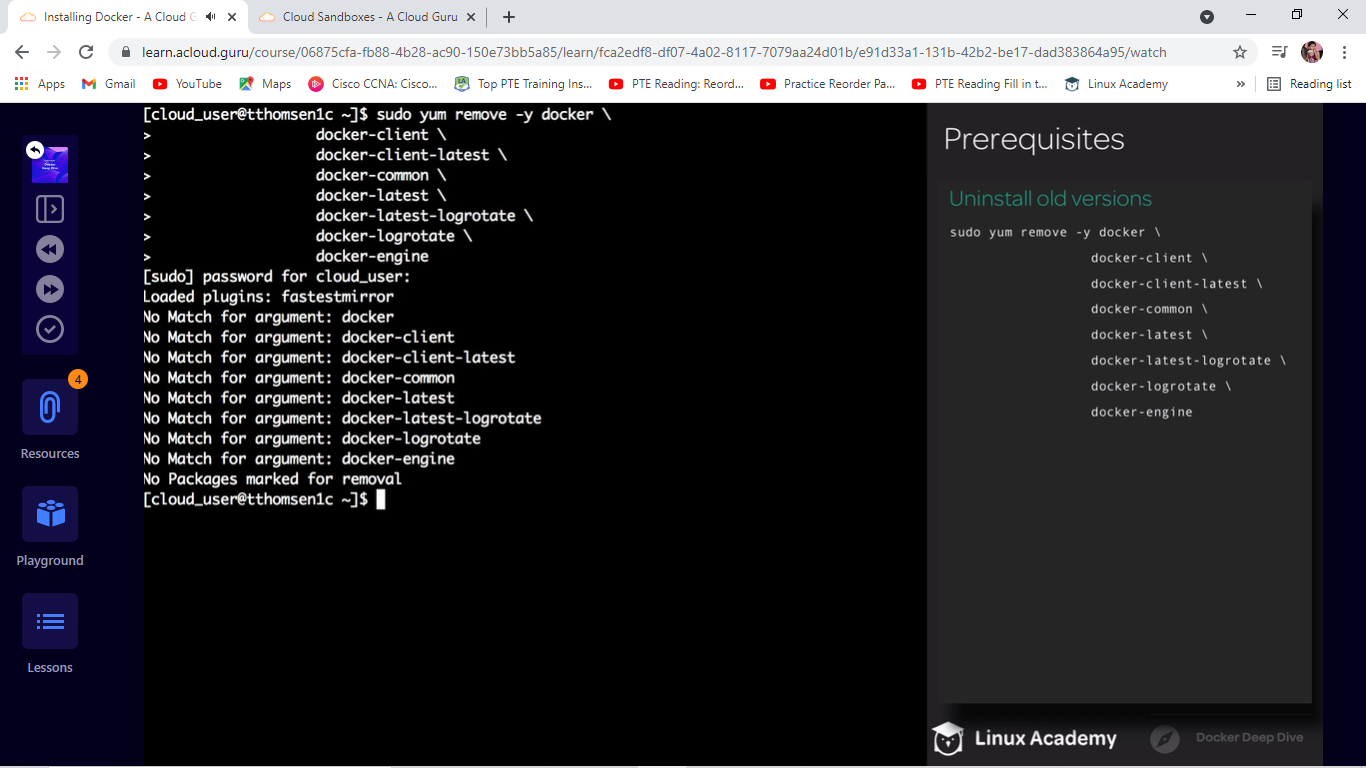 Installing Docker - A Cloud G
Cloud Sandboxes - A Cloud Guru
learn.acloud.guru/course/06875cfa-fb88-4b28-ac90-150e73bb5a85/learn/fca2edf8-df07-4a02-8117-7079aa24d01b/e91d33a1-131b-42b2-be17-dad383864a95/watch
Apps
Gmail
YouTube
Maps
Cisco CCNA: Cisco...
Top PTE Training Ins...
PTE Reading: Reord...
Practice Reorder Pa...
PTE Reading Fill in t...
Linux Academy
»
Reading list
Docker
Deep Dive
4
Resources
Playground
Lessons
[cloud_user@tthomsen1c ~]$ sudo yum remove -y docker \
> docker-client \
> docker-client-latest \
> docker-common \
> docker-latest \
> docker-latest-logrotate \
> docker-logrotate \
> docker-engine
[sudo] password for cloud_user:
Loaded plugins: fastestmirror
No Match for argument: docker
No Match for argument: docker-client
No Match for argument: docker-client-latest
No Match for argument: docker-common
No Match for argument: docker-latest
No Match for argument: docker-latest-logrotate
No Match for argument: docker-logrotate
No Match for argument: docker-engine
No Packages marked for removal
[cloud_user@tthomsen1c ~]$
Prerequisites
Uninstall old versions
sudo yum remove -y docker \
docker-client \
docker-client-latest \
docker-common \
docker-latest \
docker-latest-logrotate \
docker-logrotate \
docker-engine
Linux Academy
Docker Deep Dive